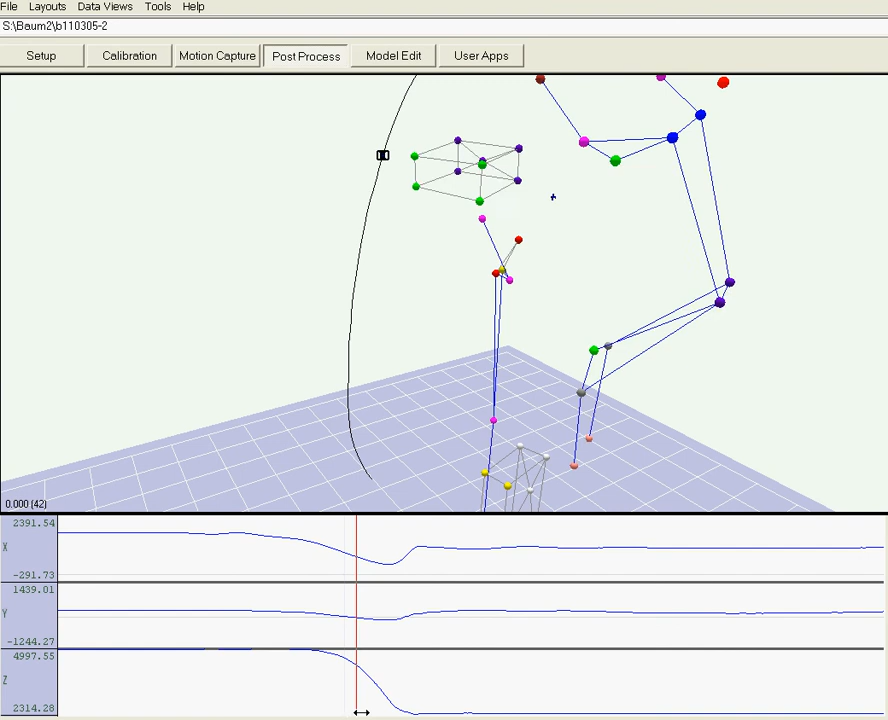 File Layouts Data Views Tools Help
S:\Baum2\b110305-2
Setup Calibration Motion Capture Post Process Model Edit User Apps
0.000 (42)
2391.54
X
-291.73
1439.01
Y
-1244.27
4997.55
Z
2314.28